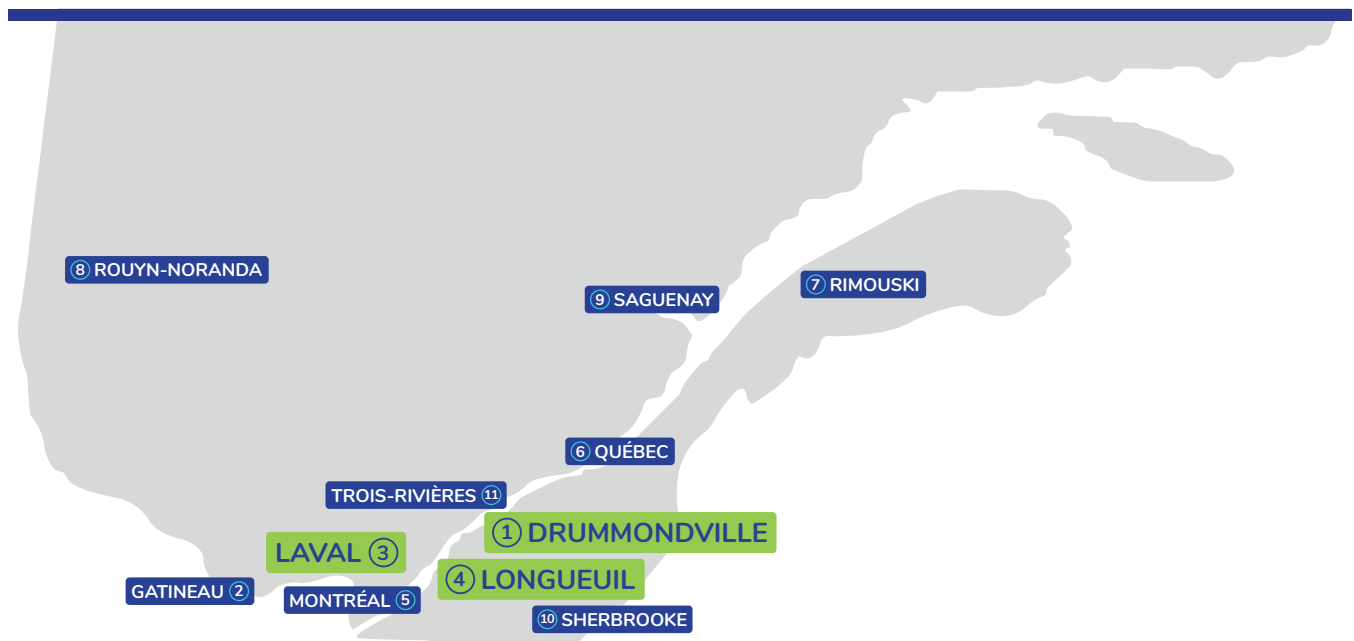 ⑧ ROUYN-NORANDA
⑦ RIMOUSKI
⑨ SAGUENAY
⑥ QUÉBEC
TROIS-RIVIÈRES ⑪
① DRUMMONDVILLE
LAVAL ③
④ LONGUEUIL
GATINEAU ②
MONTRÉAL ⑤
⑩ SHERBROOKE